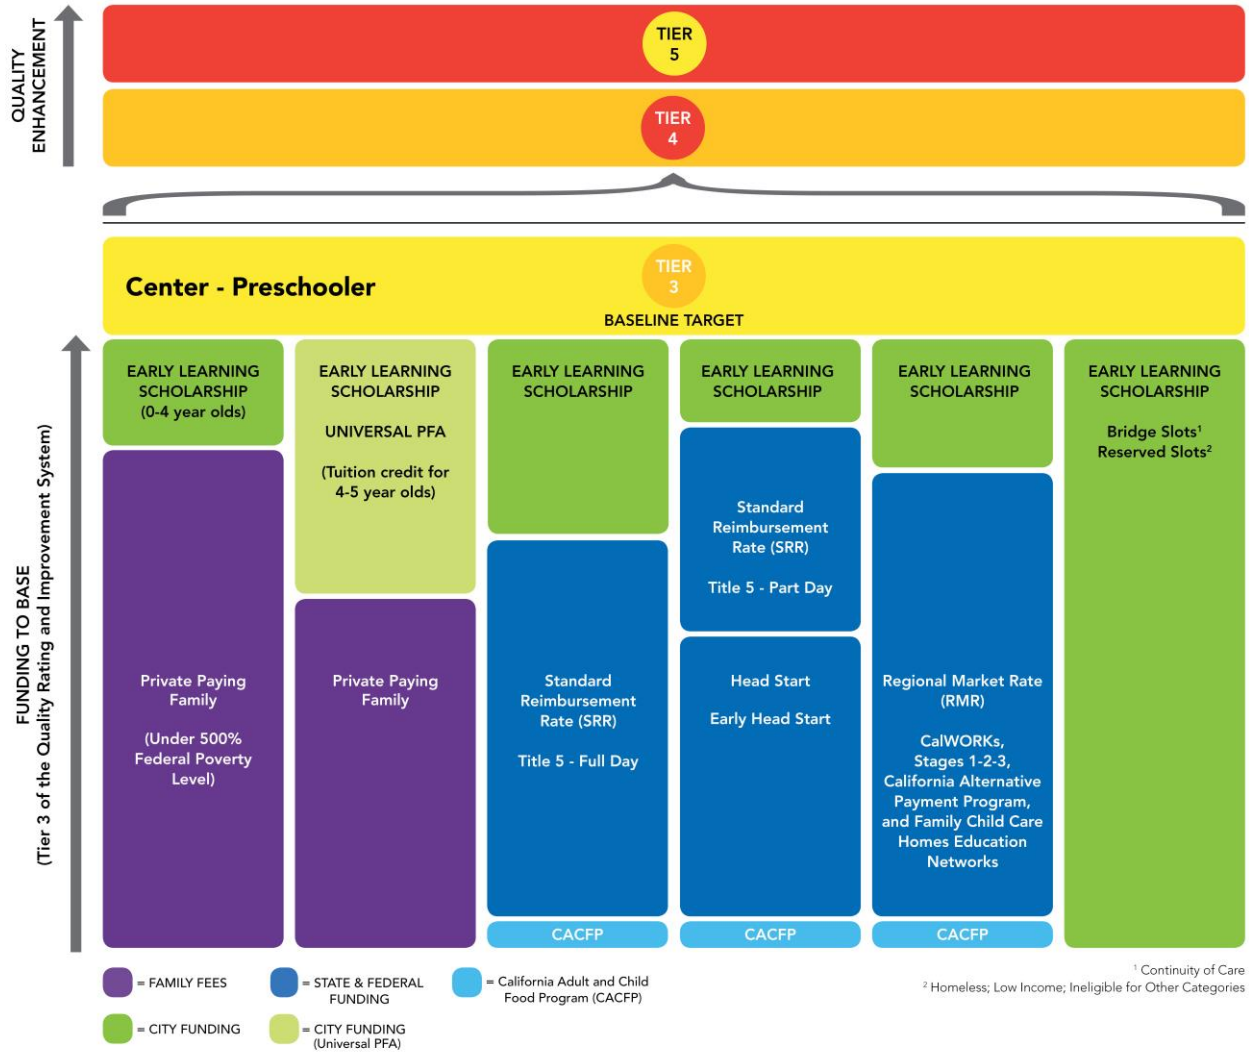 QUALITY
ENHANCEMENT
TIER
5
TIER
4
Center - Preschooler
TIER
3
BASELINE TARGET
FUNDING TO BASE
(Tier 3 of the Quality Rating and Improvement System)
EARLY LEARNING
SCHOLARSHIP
(0-4 year olds)
Private Paying
Family
(Under 500%
Federal Poverty
Level)
EARLY LEARNING
SCHOLARSHIP
UNIVERSAL PFA
(Tuition credit for
4-5 year olds)
Private Paying
Family
EARLY LEARNING
SCHOLARSHIP
Standard
Reimbursement
Rate (SRR)
Title 5 - Full Day
CACFP
EARLY LEARNING
SCHOLARSHIP
Standard
Reimbursement
Rate (SRR)
Title 5 - Part Day
Head Start
Early Head Start
CACFP
EARLY LEARNING
SCHOLARSHIP
Regional Market Rate
(RMR)
CalWORKs,
Stages 1-2-3,
California Alternative
Payment Program,
and Family Child Care
Homes Education
Networks
CACFP
EARLY LEARNING
SCHOLARSHIP
Bridge Slots¹
Reserved Slots²
= FAMILY FEES
= STATE & FEDERAL
FUNDING
= California Adult and Child
Food Program (CACFP)
= CITY FUNDING
= CITY FUNDING
(Universal PFA)
¹ Continuity of Care
² Homeless; Low Income; Ineligible for Other Categories